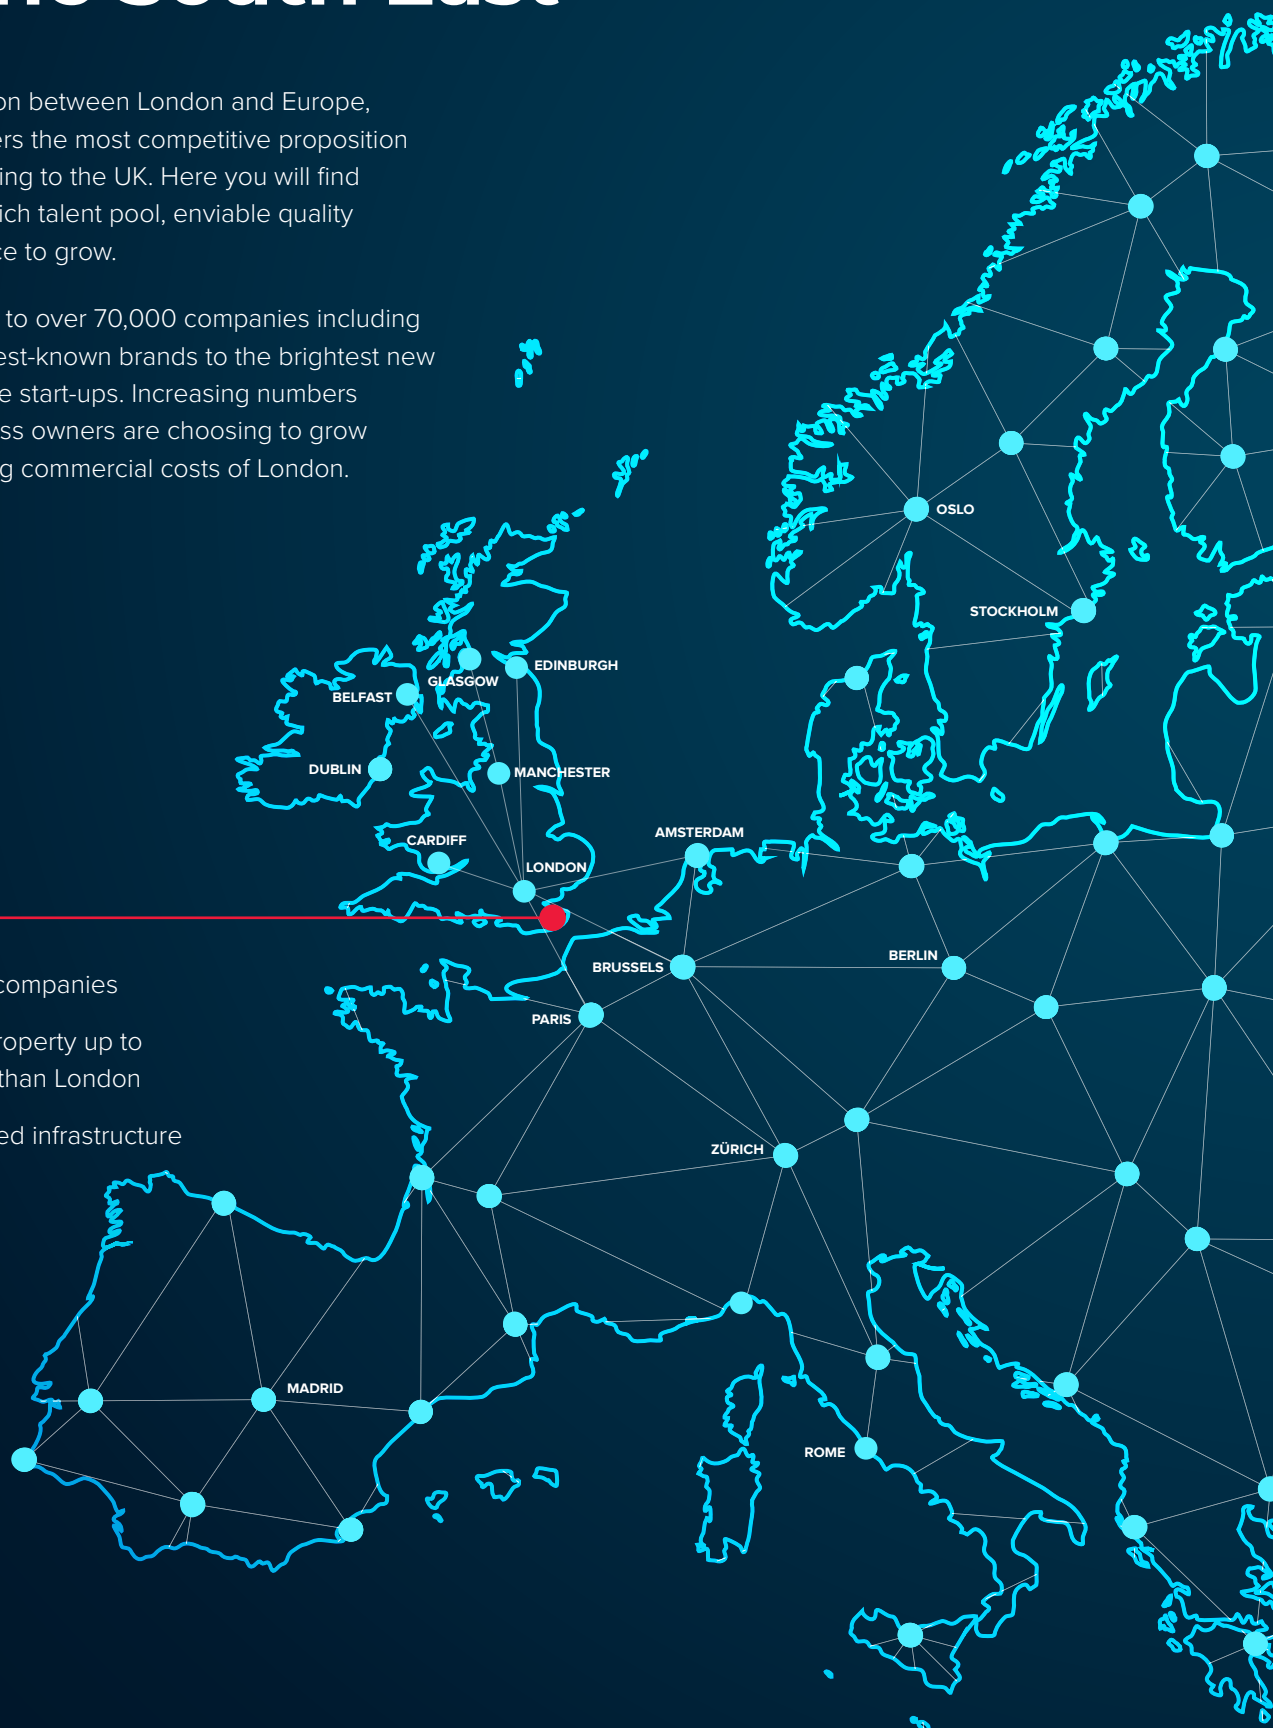 South East
on between London and Europe,
ers the most competitive proposition
ing to the UK. Here you will find
ich talent pool, enviable quality
ce to grow.
to over 70,000 companies including
est-known brands to the brightest new
e start-ups. Increasing numbers
ss owners are choosing to grow
g commercial costs of London.
OSLO
STOCKHOLM
EDINBURGH
GLASGOW
BELFAST
DUBLIN
MANCHESTER
AMSTERDAM
CARDIFF
LONDON
BERLIN
BRUSSELS
companies
PARIS
roperty up to
than London
ed infrastructure
ZÜRICH
MADRID
ROME